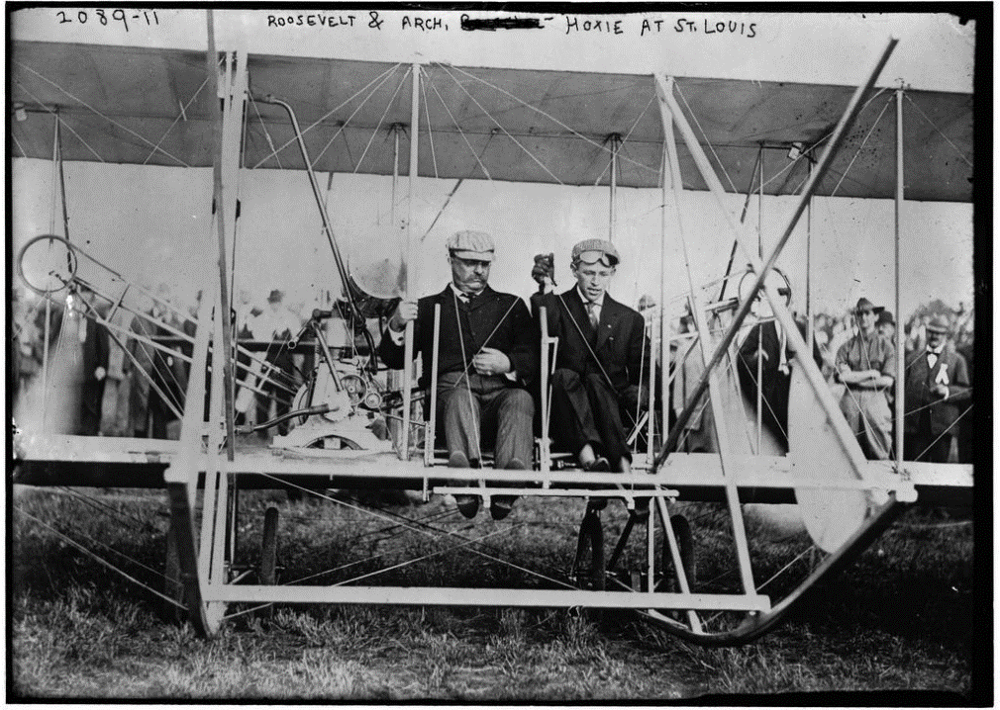 2089-11 ROOSEVELT & ARCH, HOXIE AT ST. LOUIS